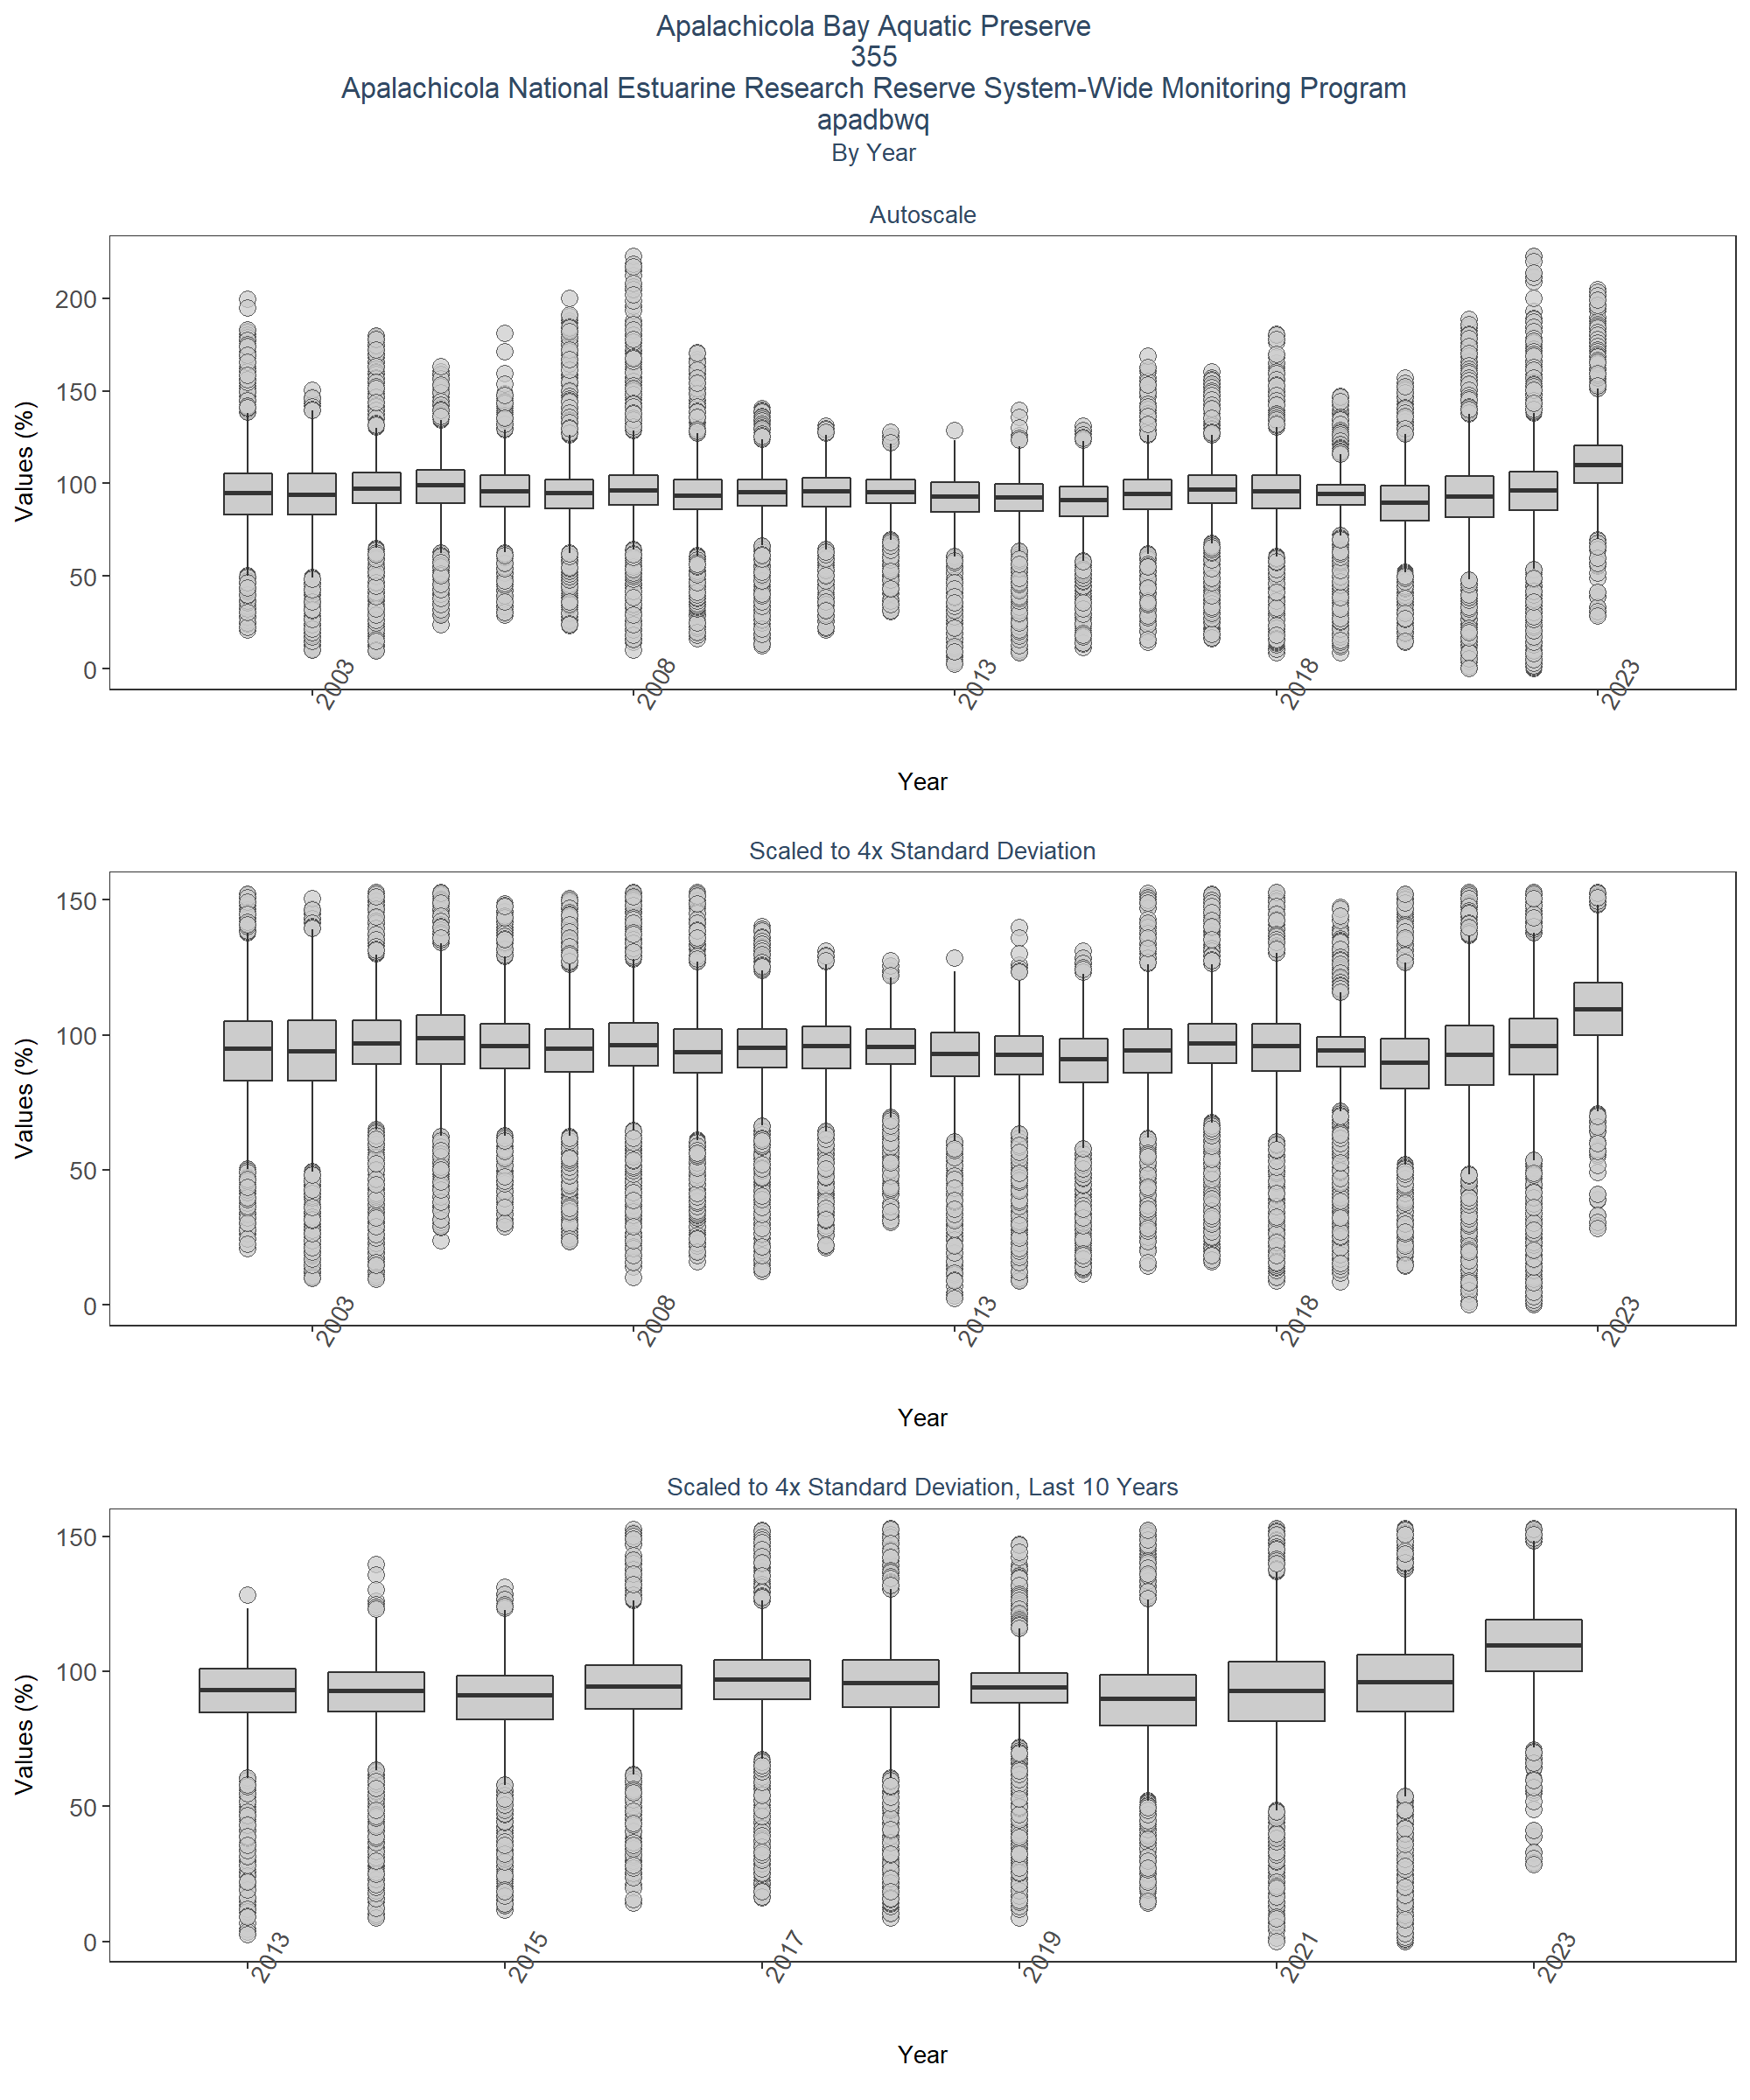 Apalachicola Bay Aquatic Preserve
355
Apalachicola National Estuarine Research Reserve System-Wide Monitoring Program
apadbwq
By Year
Autoscale
Values (%)
200
150
100
50
0
2003
2008
2013
2018
2023
Year
Scaled to 4x Standard Deviation
Values (%)
150
100
50
0
2003
2008
2013
2018
2023
Year
Scaled to 4x Standard Deviation, Last 10 Years
Values (%)
150
100
50
0
2013
2015
2017
2019
2021
2023
Year